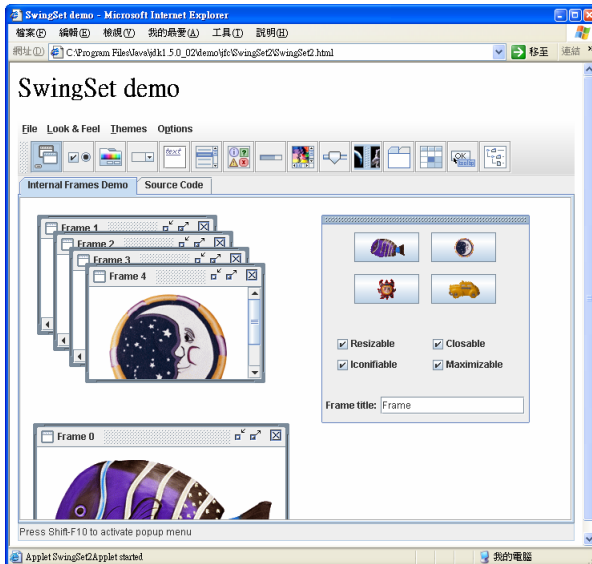 SwingSet demo - Microsoft Internet Explorer
檔案(F) 編輯(E) 檢視(V) 我的最愛(A) 工具(T) 說明(H)
網址(D) C:\Program Files\Java\jdk1.5.0_02\demo\jfc\SwingSet2\SwingSet2.html 移至 連結 »
SwingSet demo
File Look & Feel Themes Options
text
OK
Internal Frames Demo Source Code
Frame 1
Frame 2
Frame 3
Frame 4
Resizable Closable
Iconifiable Maximizable
Frame title: Frame
Frame 0
Press Shift-F10 to activate popup menu
Applet SwingSet2Applet started 我的電腦